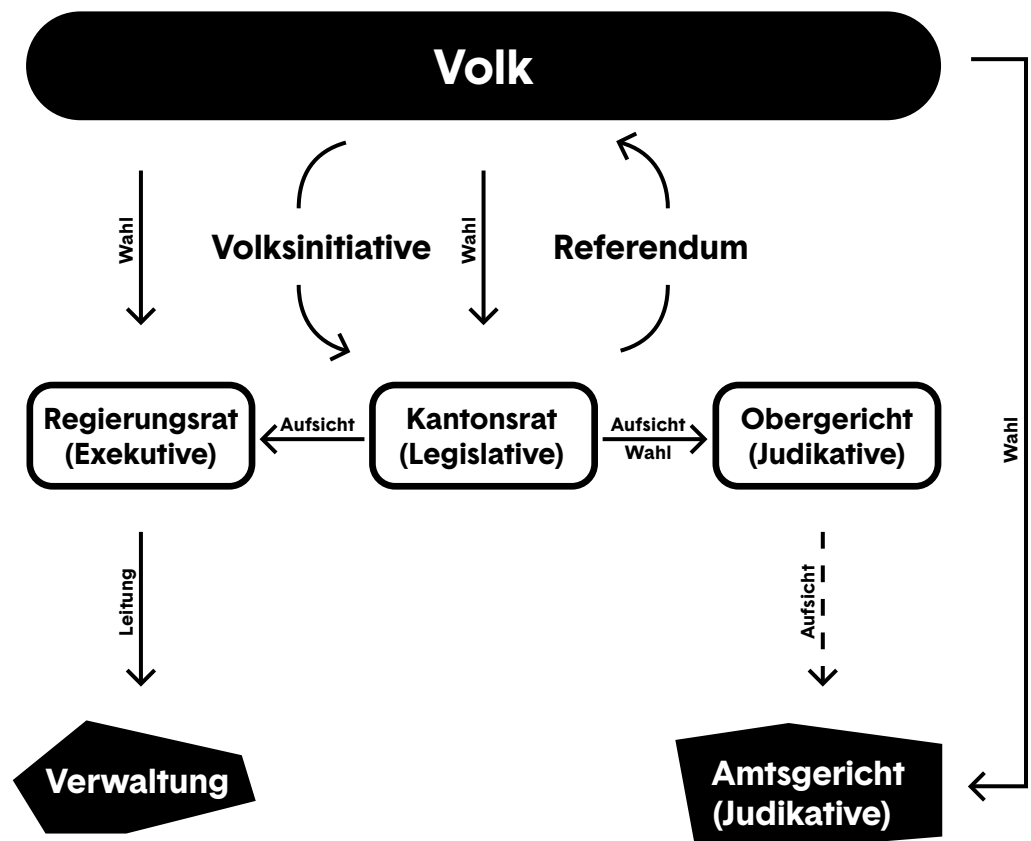 Volk
Wahl
Volksinitiative
Wahl
Referendum
Wahl
Regierungsrat
(Exekutive)
Aufsicht
Kantonsrat
(Legislative)
Aufsicht
Wahl
Obergericht
(Judikative)
Leitung
Aufsicht
Verwaltung
Amtsgericht
(Judikative)